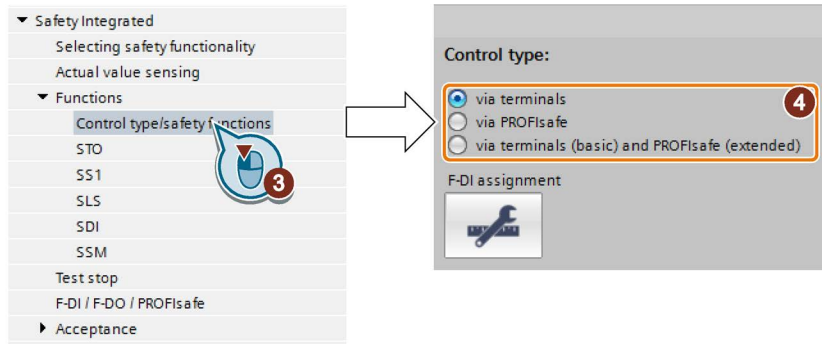 Safety Integrated
Selecting safety functionality
Actual value sensing
Functions
Control type/safety functions
STO
SS1
SLS
SDI
SSM
Test stop
F-DI / F-DO / PROFIsafe
Acceptance
3
Control type:
via terminals
4
via PROFIsafe
via terminals (basic) and PROFIsafe (extended)
F-DI assignment